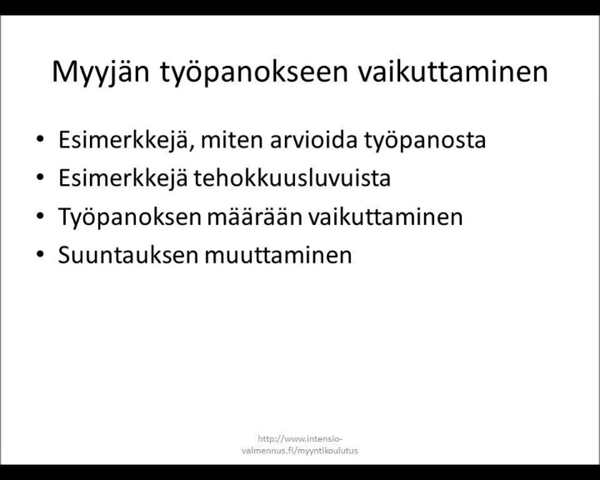 Myyjän työpanokseen vaikuttaminen
• Esimerkkejä, miten arvioida työpanosta
• Esimerkkejä tehokkuusluvuista
• Työpanoksen määrään vaikuttaminen
• Suuntauksen muuttaminen
http://www.intensio-
valmennus.fi/myyntikoulutus